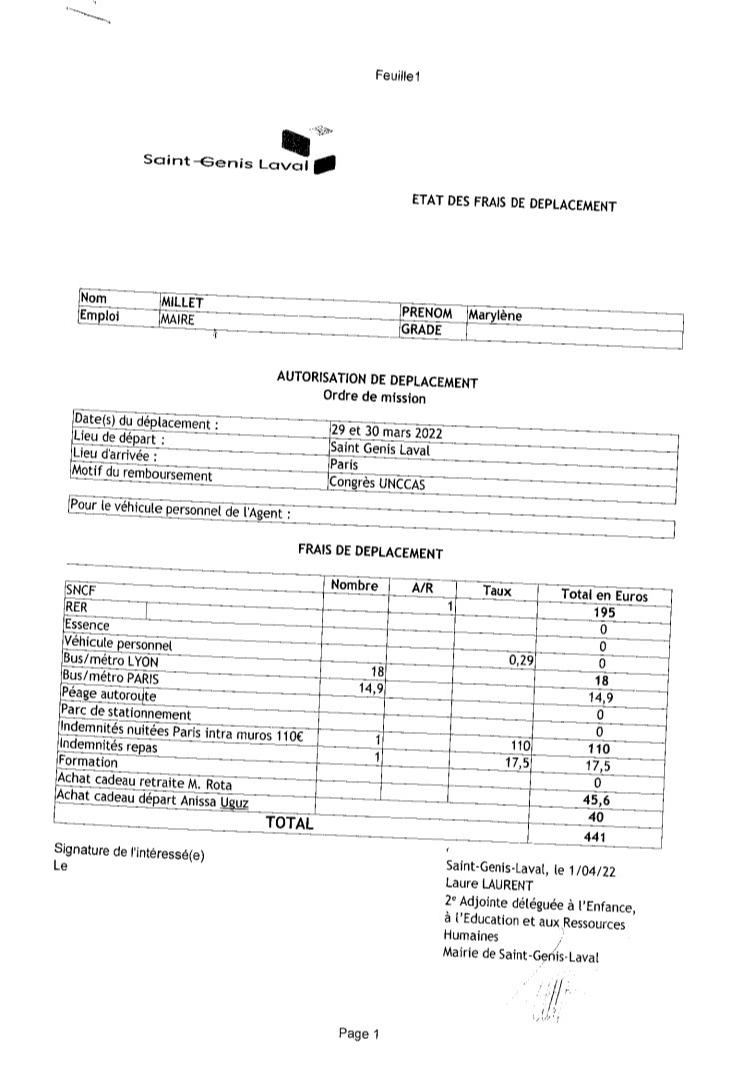 Feuille1
Saint-Genis Laval
ETAT DES FRAIS DE DEPLACEMENT
Nom MILLET PRENOM Marylène
Emploi MAIRE GRADE
AUTORISATION DE DEPLACEMENT
Ordre de mission
Date(s) du déplacement : 29 et 30 mars 2022
Lieu de départ : Saint Genis Laval
Lieu d'arrivée : Paris
Motif du remboursement Congrès UNCCAS
Pour le véhicule personnel de l'Agent :
FRAIS DE DEPLACEMENT
Nombre A/R Taux Total en Euros
SNCF 1 195
RER 0
Essence 0
Véhicule personnel 0,29 0
Bus/métro LYON 18 18
Bus/métro PARIS 14,9 14,9
Péage autoroute 0
Parc de stationnement 0
Indemnités nuitées Paris intra muros 110€ 1 110 110
Indemnités repas 1 17,5 17,5
Formation 0
Achat cadeau retraite M. Rota 45,6
Achat cadeau départ Anissa Uguz 40
TOTAL 441
Signature de l'intéressé(e)
Le
Saint-Genis-Laval, le 1/04/22
Laure LAURENT
2e Adjointe déléguée à l'Enfance,
à l'Education et aux Ressources
Humaines
Mairie de Saint-Genis-Laval
Page 1